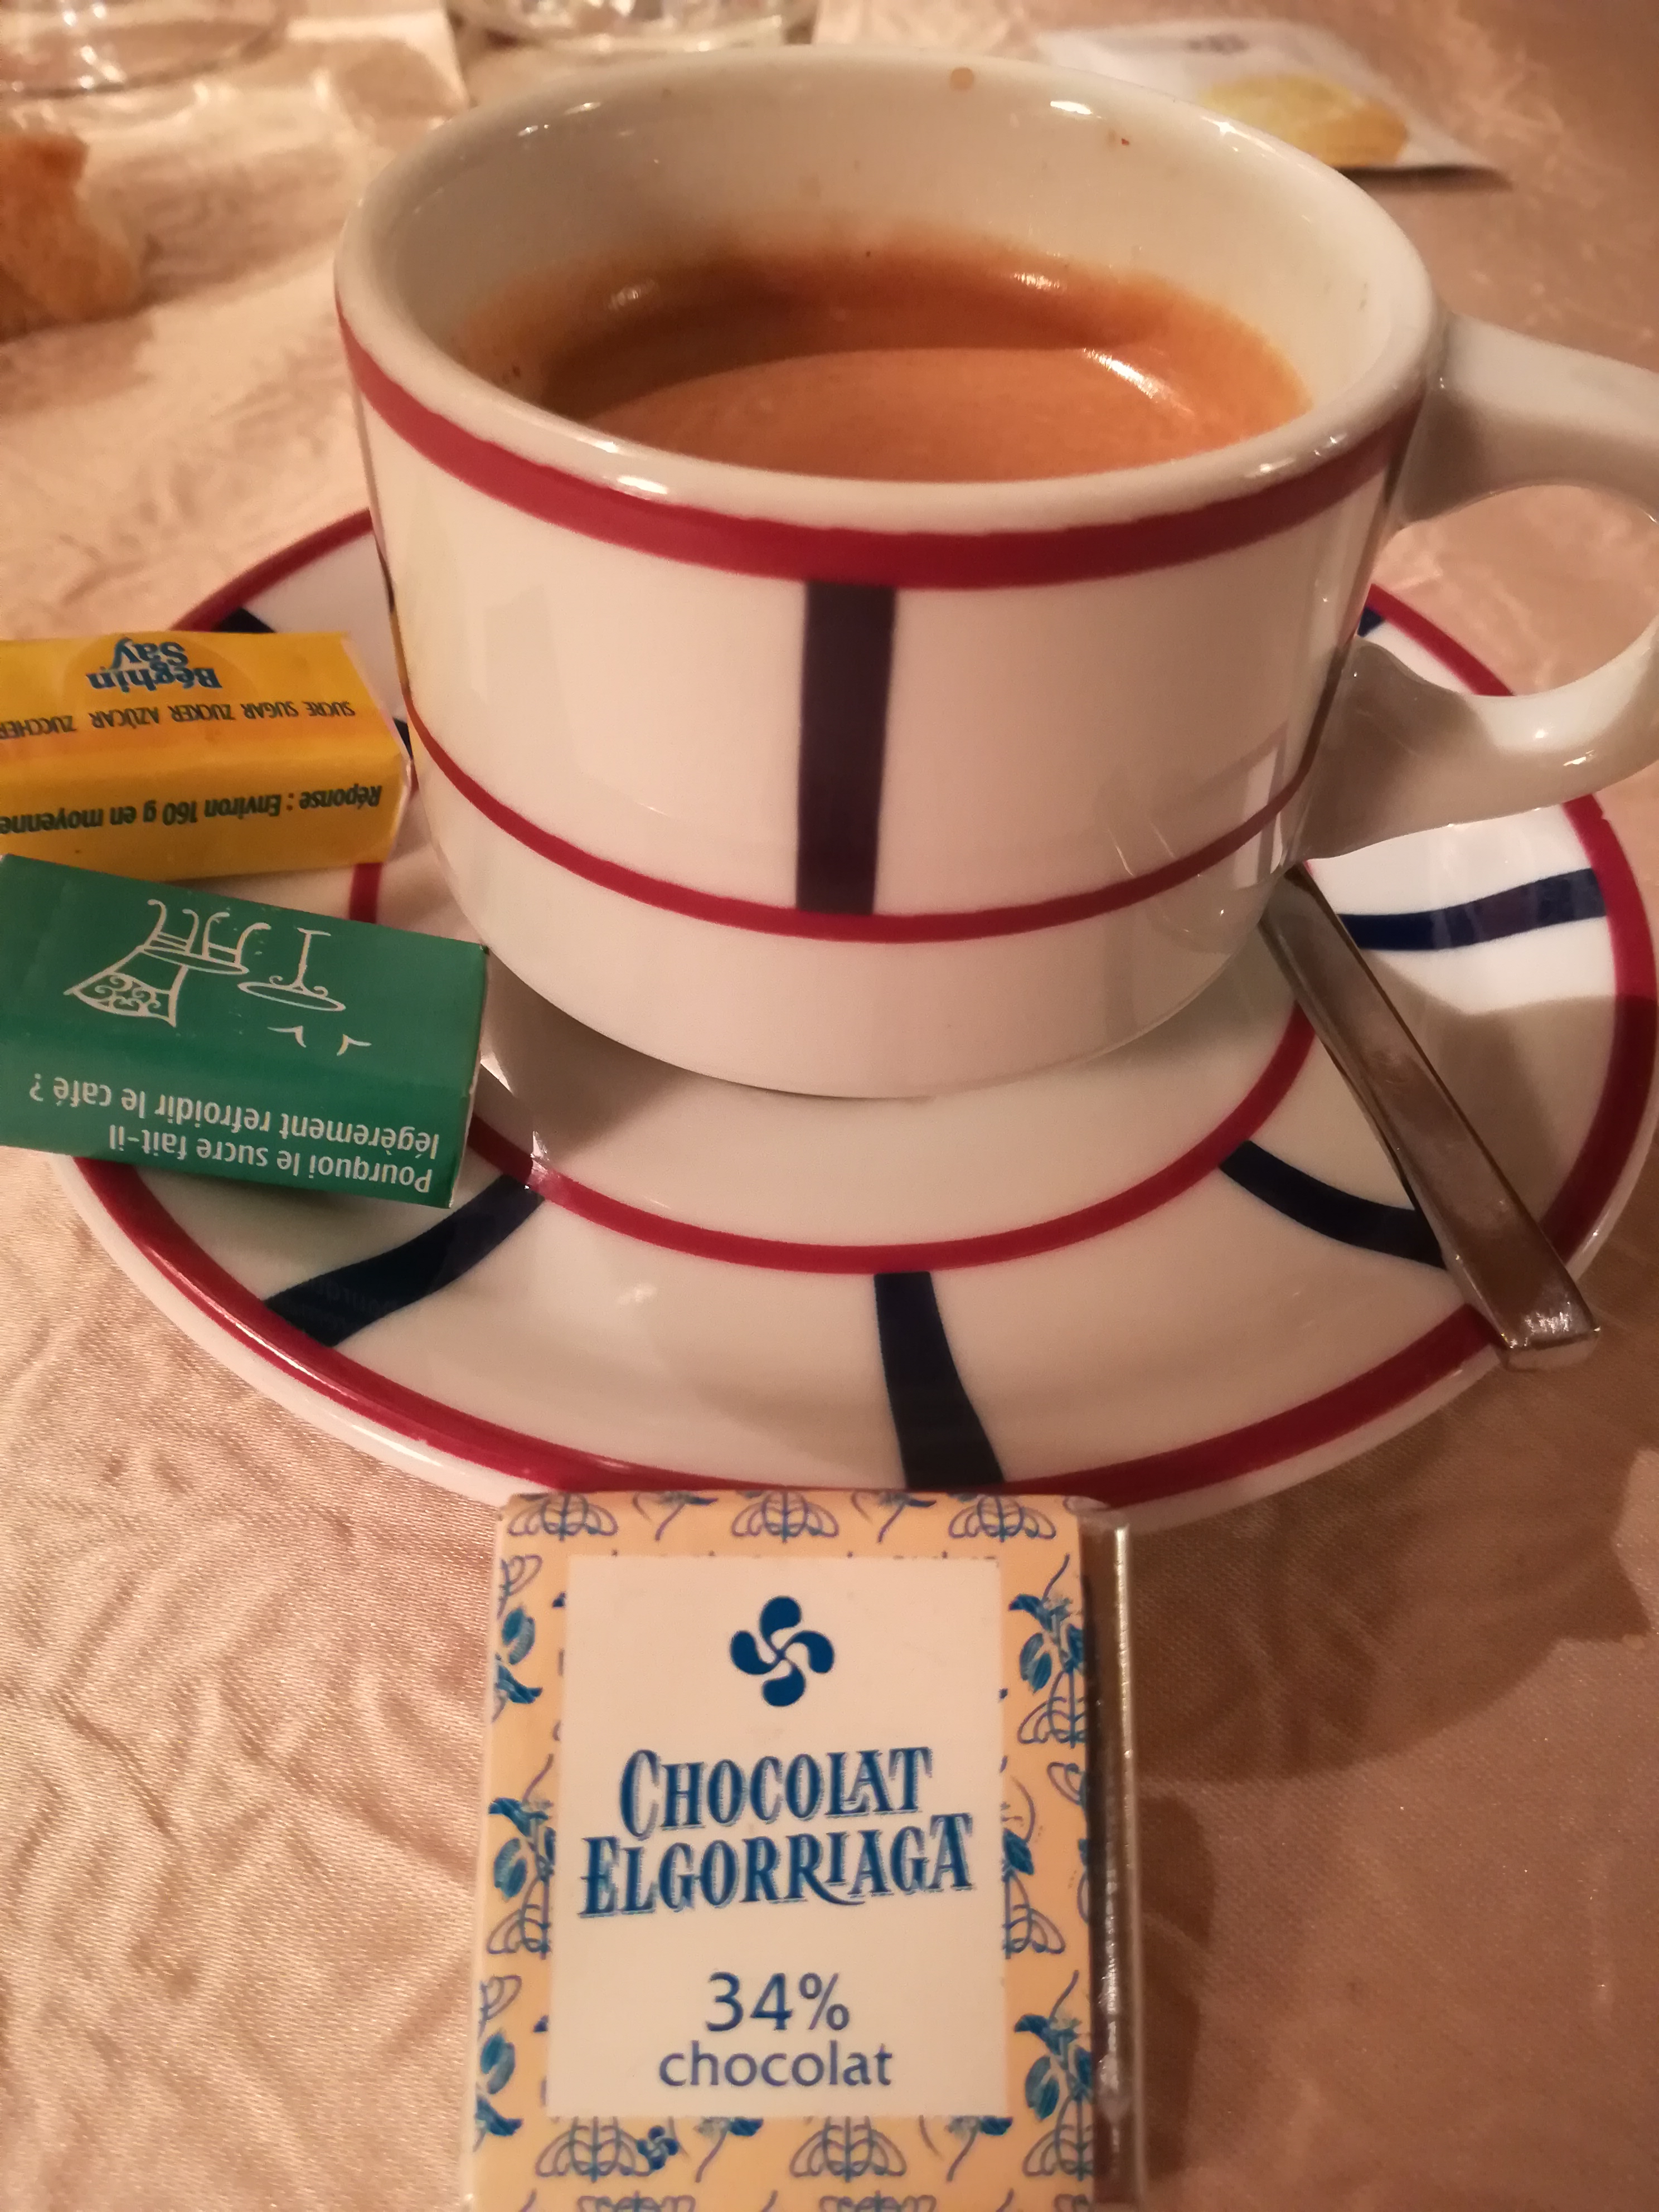 Béghin
Say
SUCRE SUGAR ZUCKER AZÚCAR ZUCCHER
Réponse : Environ 160 g en moyenne
Pourquoi le sucre fait-il
légèrement refroidir le café ?
CHOCOLAT
ELGORRIAGA
34%
chocolat